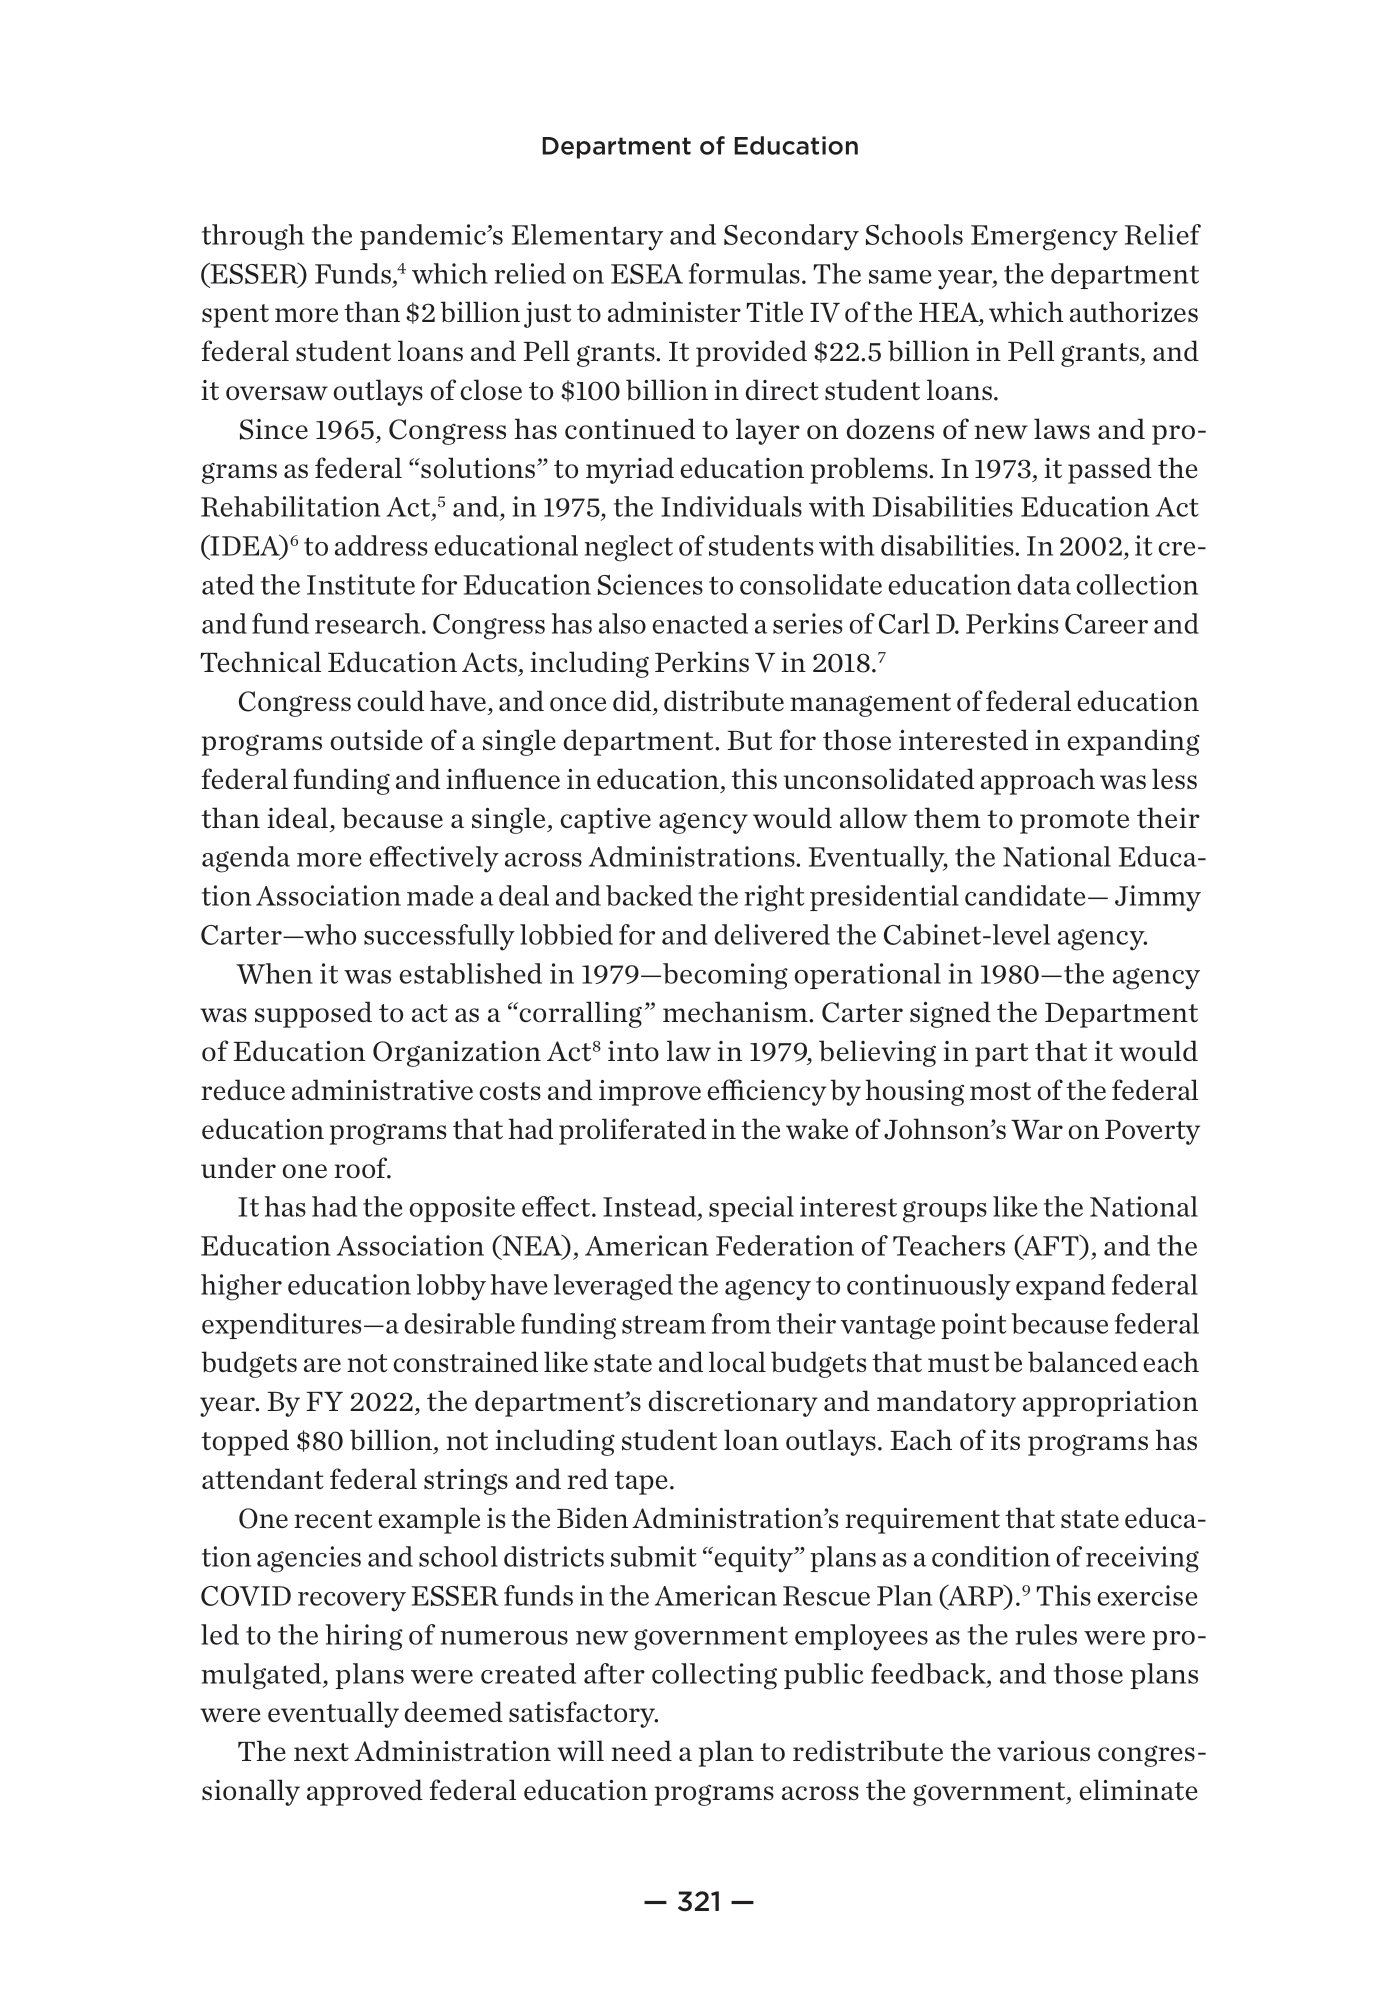 Department of Education
through the pandemic’s Elementary and Secondary Schools Emergency Relief
(ESSER) Funds,⁴ which relied on ESEA formulas. The same year, the department
spent more than $2 billion just to administer Title IV of the HEA, which authorizes
federal student loans and Pell grants. It provided $22.5 billion in Pell grants, and
it oversaw outlays of close to $100 billion in direct student loans.
Since 1965, Congress has continued to layer on dozens of new laws and pro-
grams as federal “solutions” to myriad education problems. In 1973, it passed the
Rehabilitation Act,⁵ and, in 1975, the Individuals with Disabilities Education Act
(IDEA)⁶ to address educational neglect of students with disabilities. In 2002, it cre-
ated the Institute for Education Sciences to consolidate education data collection
and fund research. Congress has also enacted a series of Carl D. Perkins Career and
Technical Education Acts, including Perkins V in 2018.⁷
Congress could have, and once did, distribute management of federal education
programs outside of a single department. But for those interested in expanding
federal funding and influence in education, this unconsolidated approach was less
than ideal, because a single, captive agency would allow them to promote their
agenda more effectively across Administrations. Eventually, the National Educa-
tion Association made a deal and backed the right presidential candidate— Jimmy
Carter—who successfully lobbied for and delivered the Cabinet-level agency.
When it was established in 1979—becoming operational in 1980—the agency
was supposed to act as a “corralling” mechanism. Carter signed the Department
of Education Organization Act⁸ into law in 1979, believing in part that it would
reduce administrative costs and improve efficiency by housing most of the federal
education programs that had proliferated in the wake of Johnson’s War on Poverty
under one roof.
It has had the opposite effect. Instead, special interest groups like the National
Education Association (NEA), American Federation of Teachers (AFT), and the
higher education lobby have leveraged the agency to continuously expand federal
expenditures—a desirable funding stream from their vantage point because federal
budgets are not constrained like state and local budgets that must be balanced each
year. By FY 2022, the department’s discretionary and mandatory appropriation
topped $80 billion, not including student loan outlays. Each of its programs has
attendant federal strings and red tape.
One recent example is the Biden Administration’s requirement that state educa-
tion agencies and school districts submit “equity” plans as a condition of receiving
COVID recovery ESSER funds in the American Rescue Plan (ARP).⁹ This exercise
led to the hiring of numerous new government employees as the rules were pro-
mulgated, plans were created after collecting public feedback, and those plans
were eventually deemed satisfactory.
The next Administration will need a plan to redistribute the various congres-
sionally approved federal education programs across the government, eliminate
— 321 —